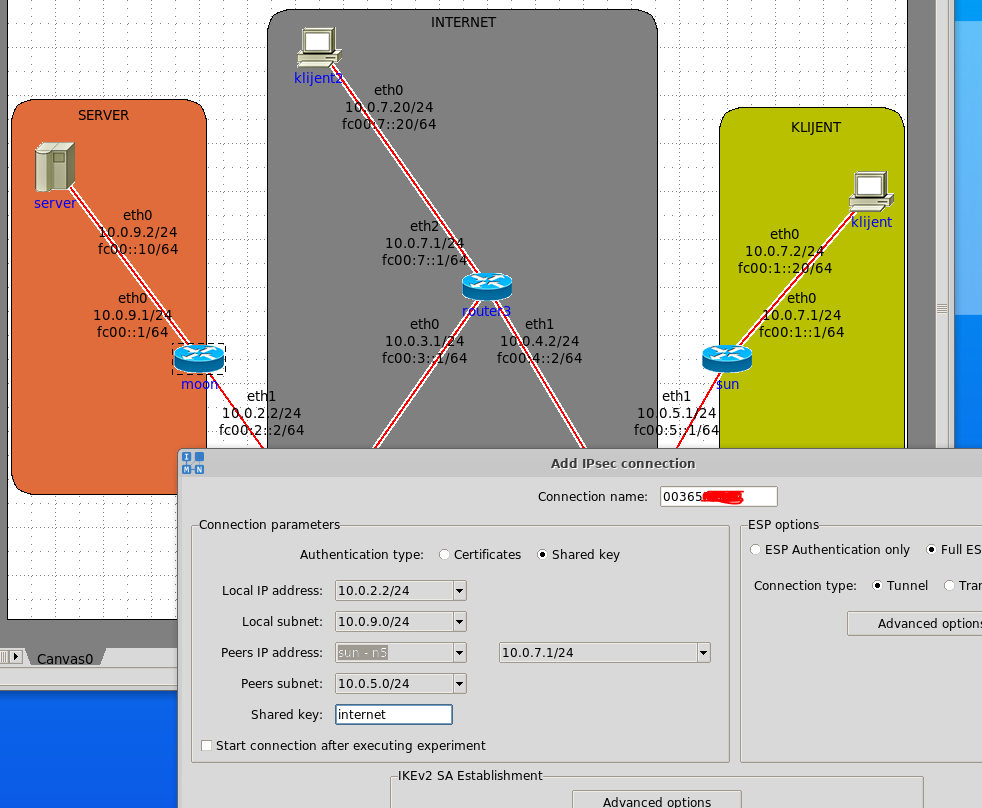 INTERNET
klijent2
eth0
10.0.7.20/24
fc00:7::20/64
SERVER
KLIJENT
server
klijent
eth0
10.0.9.2/24
fc00::10/64
eth2
10.0.7.1/24
fc00:7::1/64
eth0
10.0.7.2/24
fc00:1::20/64
eth0
10.0.9.1/24
fc00::1/64
router3
eth0
10.0.7.1/24
fc00:1::1/64
eth0
10.0.3.1/24
fc00:3::1/64
eth1
10.0.4.2/24
fc00:4::2/64
moon
sun
eth1
10.0.2.2/24
fc00:2::2/64
eth1
10.0.5.1/24
fc00:5::1/64
I M N
Add IPsec connection
Connection name: 00365
Connection parameters
Authentication type: Certificates Shared key
Local IP address: 10.0.2.2/24
Local subnet: 10.0.9.0/24
Peers IP address: sun - n5 10.0.7.1/24
Peers subnet: 10.0.5.0/24
Shared key: internet
Start connection after executing experiment
ESP options
ESP Authentication only Full ES
Connection type: Tunnel Tran
Advanced options
IKEv2 SA Establishment
Advanced options
Canvas0